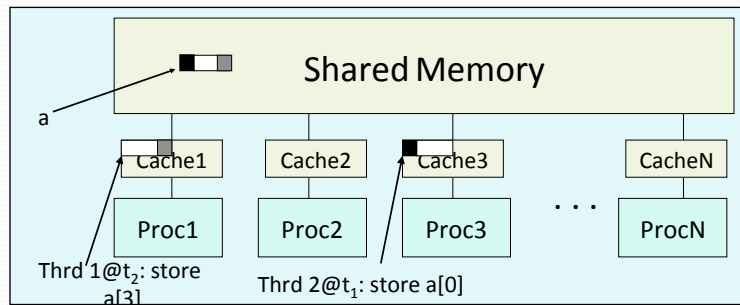 Shared Memory
a
Cache1 Cache2 Cache3 CacheN
Proc1 Proc2 Proc3 . . . ProcN
Thrd 1@t₂: store
a[3]
Thrd 2@t₁: store a[0]